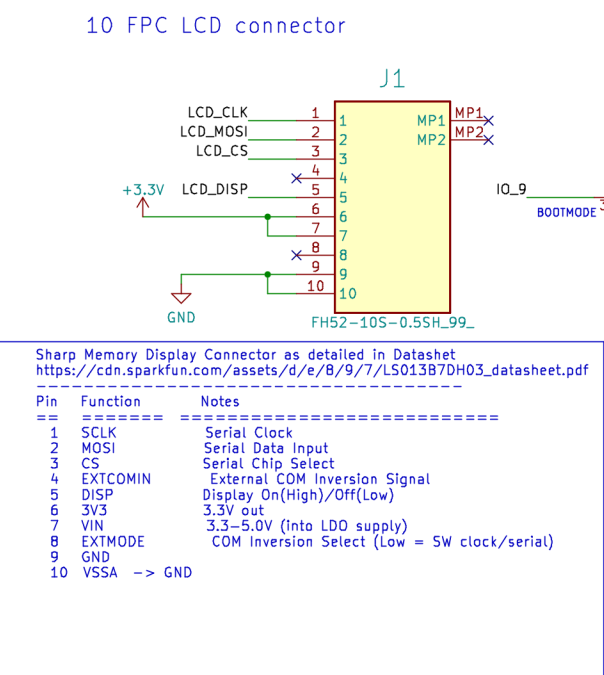 10 FPC LCD connector
J1
LCD_CLK 1 1 MP1 MP1
LCD_MOSI 2 2 MP2 MP2
LCD_CS 3 3
4 4
+3.3V LCD_DISP 5 5 IO_9
6 6 BOOTMODE
7 7
8 8
9 9
10 10
GND
FH52-10S-0.5SH_99_
Sharp Memory Display Connector as detailed in Datashet
https://cdn.sparkfun.com/assets/d/e/8/9/7/LS013B7DH03_datasheet.pdf
------------------------------------
Pin Function Notes
== ======= ===========================
1 SCLK Serial Clock
2 MOSI Serial Data Input
3 CS Serial Chip Select
4 EXTCOMIN External COM Inversion Signal
5 DISP Display On(High)/Off(Low)
6 3V3 3.3V out
7 VIN 3.3-5.0V (into LDO supply)
8 EXTMODE COM Inversion Select (Low = SW clock/serial)
9 GND
10 VSSA -> GND